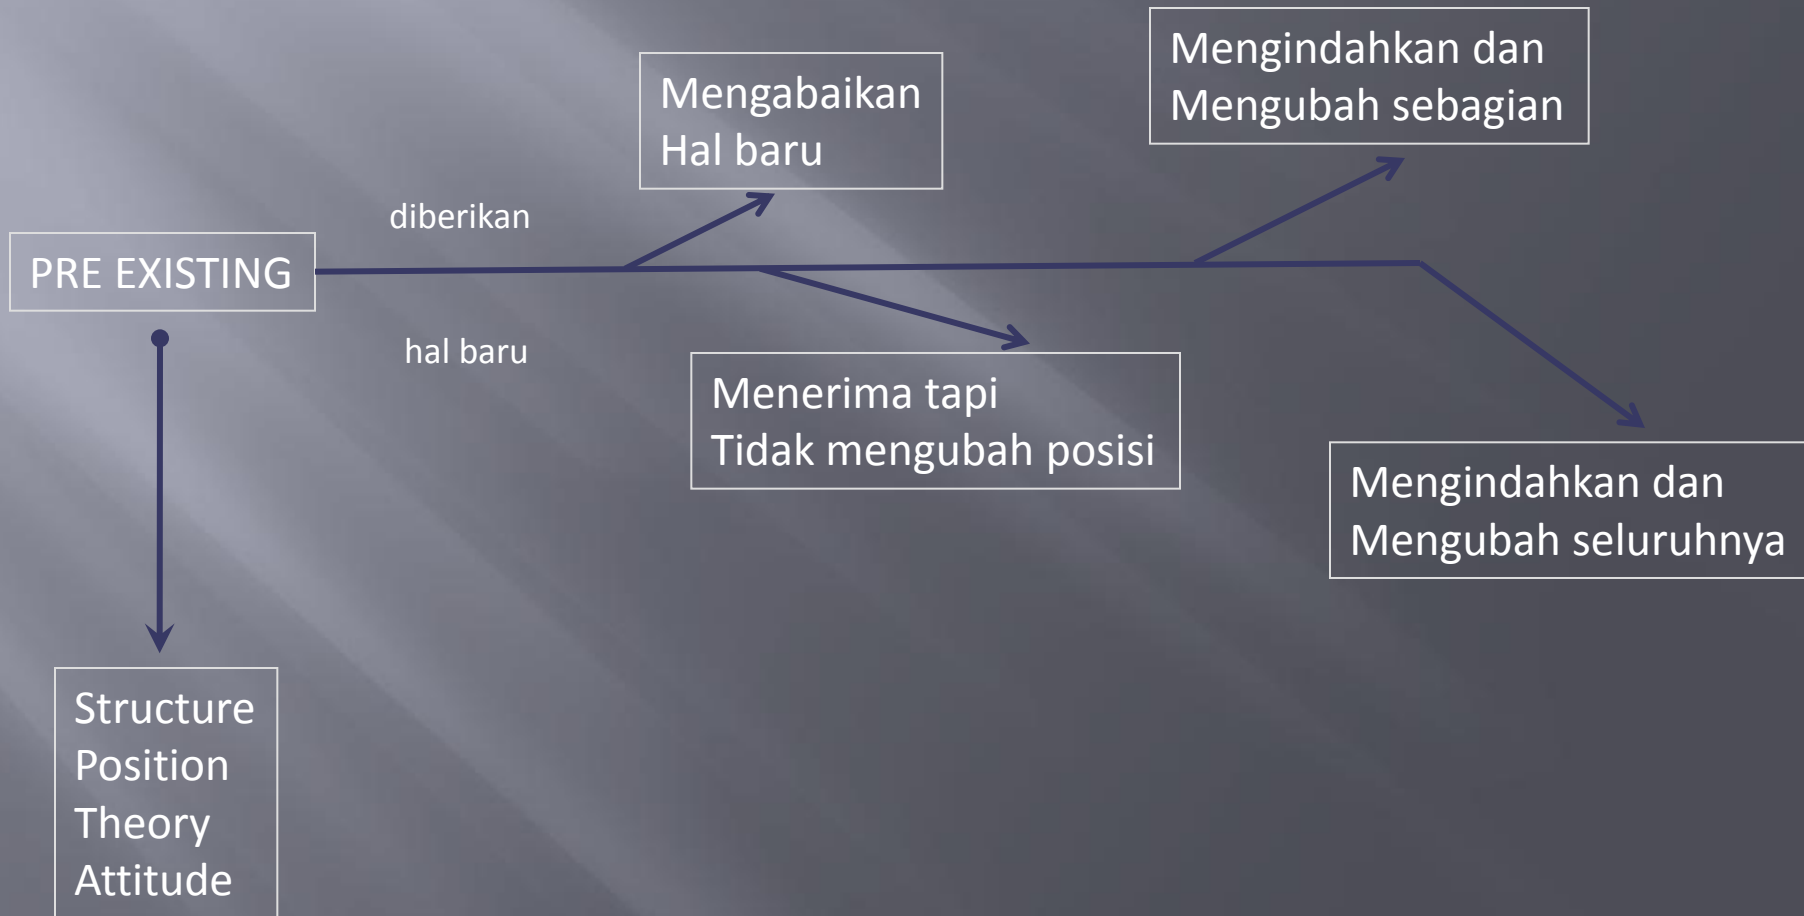 Mengindahkan dan
Mengubah sebagian
Mengabaikan
Hal baru
diberikan
PRE EXISTING
hal baru
Menerima tapi
Tidak mengubah posisi
Mengindahkan dan
Mengubah seluruhnya
Structure
Position
Theory
Attitude